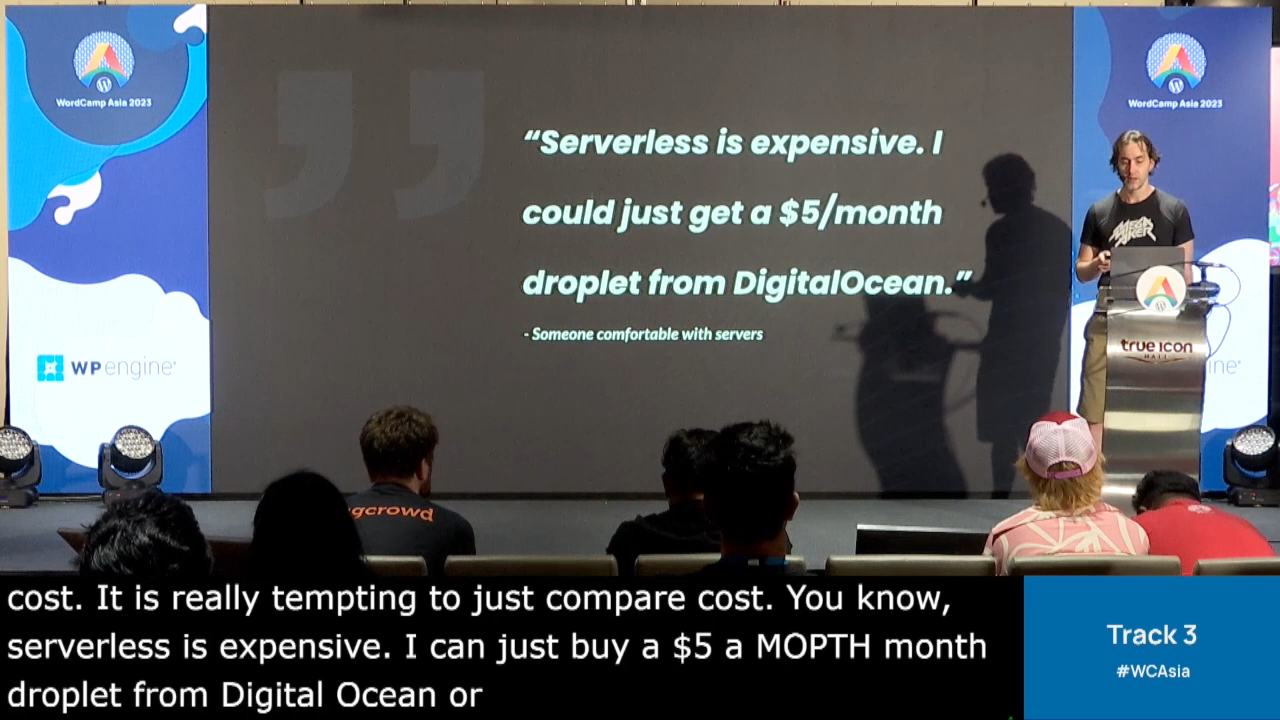 WordCamp Asia 2023
WordCamp Asia 2023
“Serverless is expensive. I
could just get a $5/month
droplet from DigitalOcean.”
- Someone comfortable with servers
WP engine
true icon
HALL
ine
gcrowd
cost. It is really tempting to just compare cost. You know,
serverless is expensive. I can just buy a $5 a MOPTH month
droplet from Digital Ocean or
Track 3
#WCAsia